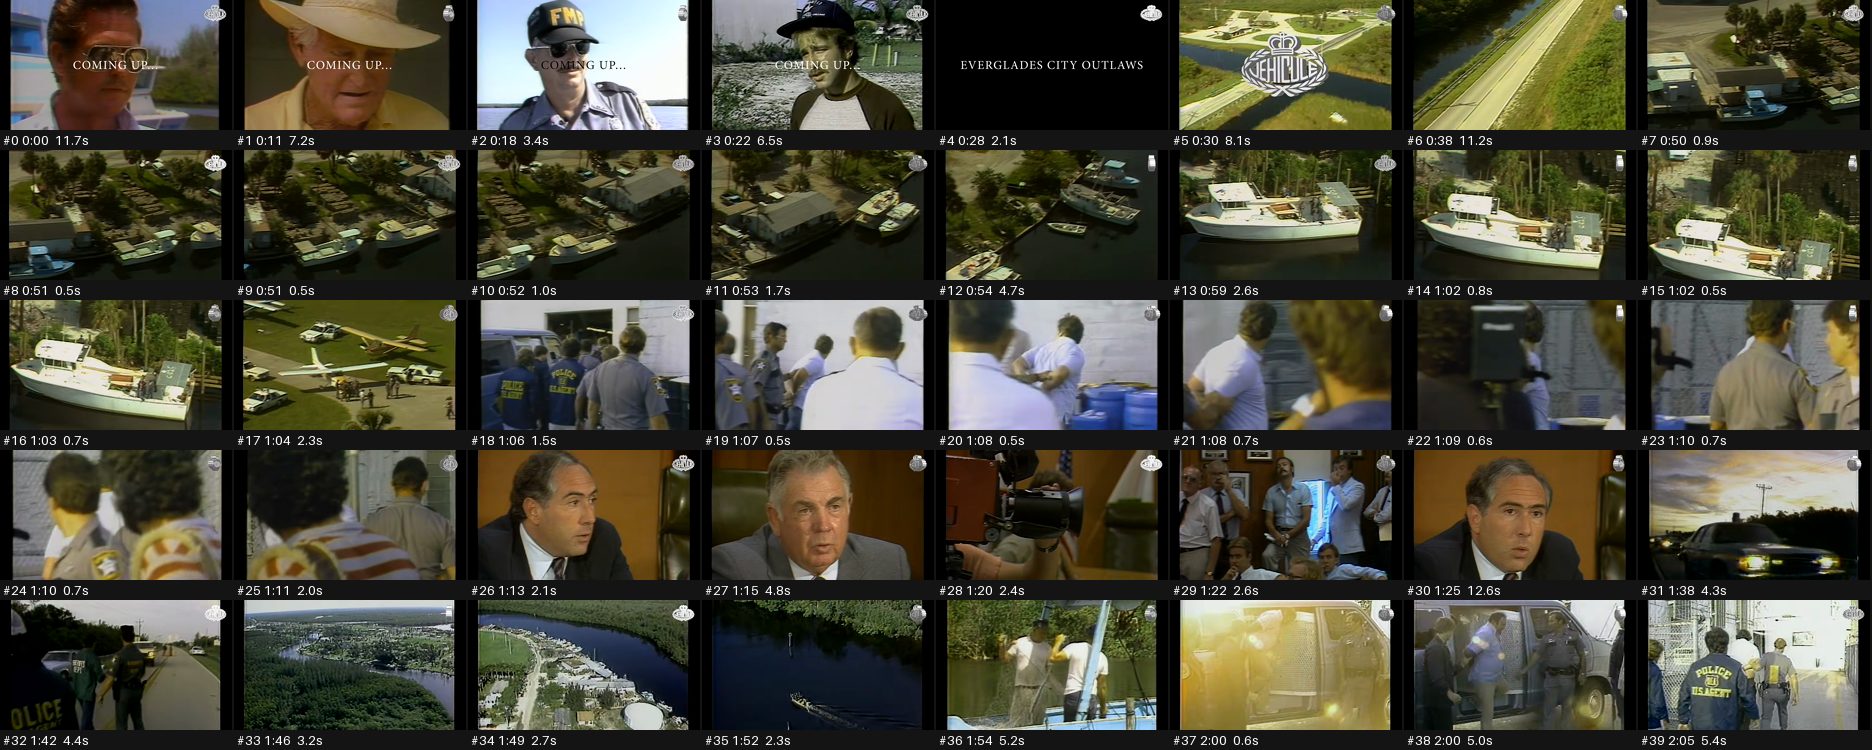 COMING UP...
COMING UP...
FMP
COMING UP...
COMING UP...
EVERGLADES CITY OUTLAWS
VEHICULE
#0 0:00 11.7s
#1 0:11 7.2s
#2 0:18 3.4s
#3 0:22 6.5s
#4 0:28 2.1s
#5 0:30 8.1s
#6 0:38 11.2s
#7 0:50 0.9s
#8 0:51 0.5s
#9 0:51 0.5s
#10 0:52 1.0s
#11 0:53 1.7s
#12 0:54 4.7s
#13 0:59 2.6s
#14 1:02 0.8s
#15 1:02 0.5s
POLICE
U.S. AGENT
POLICE
DEA
U.S. AGENT
#16 1:03 0.7s
#17 1:04 2.3s
#18 1:06 1.5s
#19 1:07 0.5s
#20 1:08 0.5s
#21 1:08 0.7s
#22 1:09 0.6s
#23 1:10 0.7s
#24 1:10 0.7s
#25 1:11 2.0s
#26 1:13 2.1s
#27 1:15 4.8s
#28 1:20 2.4s
#29 1:22 2.6s
#30 1:25 12.6s
#31 1:38 4.3s
OLICE
POLICE
DEA
U.S. AGENT
#32 1:42 4.4s
#33 1:46 3.2s
#34 1:49 2.7s
#35 1:52 2.3s
#36 1:54 5.2s
#37 2:00 0.6s
#38 2:00 5.0s
#39 2:05 5.4s